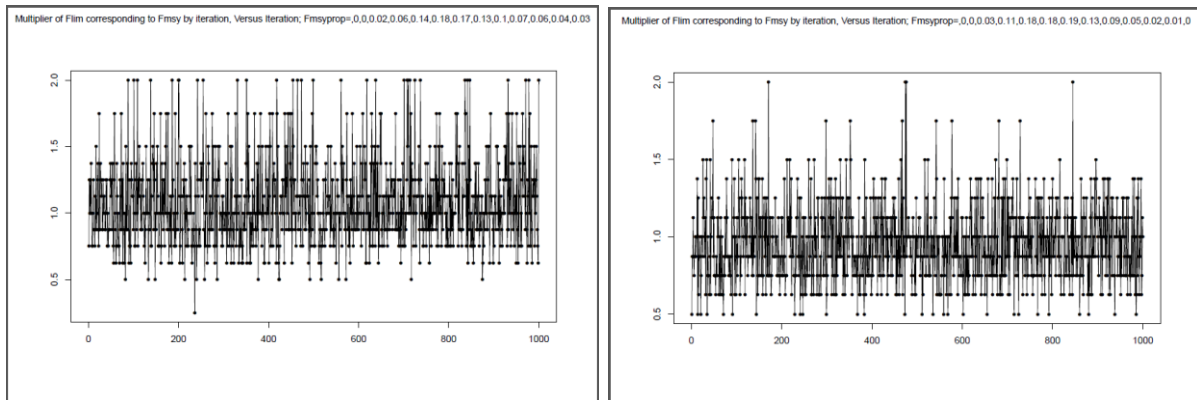 Multiplier of Flim corresponding to Fmsy by iteration, Versus Iteration; Fmsyprop=,0,0,0.02,0.06,0.14,0.18,0.17,0.13,0.1,0.07,0.06,0.04,0.03
2.0
1.5
1.0
0.5
0 200 400 600 800 1000
Multiplier of Flim corresponding to Fmsy by iteration, Versus Iteration; Fmsyprop=,0,0,0.03,0.11,0.18,0.18,0.19,0.13,0.09,0.05,0.02,0.01,0
2.0
1.5
1.0
0.5
0 200 400 600 800 1000